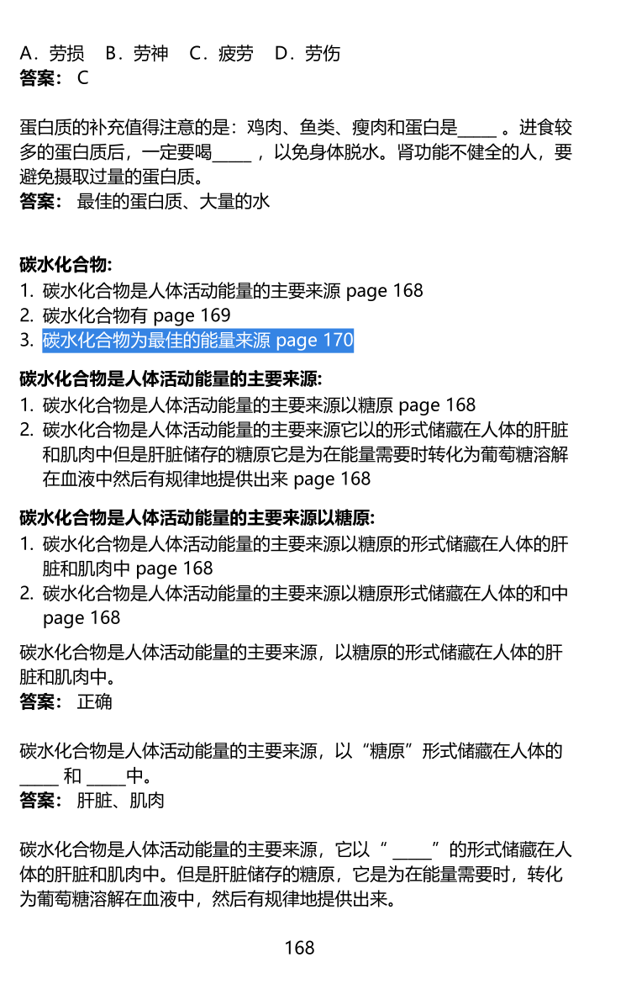 A. 劳损 B. 劳神 C. 疲劳 D. 劳伤
答案： C
蛋白质的补充值得注意的是：鸡肉、鱼类、瘦肉和蛋白是_____ 。进食较
多的蛋白质后，一定要喝_____ ，以免身体脱水。肾功能不健全的人，要
避免摄取过量的蛋白质。
答案： 最佳的蛋白质、大量的水
碳水化合物:
1. 碳水化合物是人体活动能量的主要来源 page 168
2. 碳水化合物有 page 169
3. 碳水化合物为最佳的能量来源 page 170
碳水化合物是人体活动能量的主要来源:
1. 碳水化合物是人体活动能量的主要来源以糖原 page 168
2. 碳水化合物是人体活动能量的主要来源它以的形式储藏在人体的肝脏
和肌肉中但是肝脏储存的糖原它是为在能量需要时转化为葡萄糖溶解
在血液中然后有规律地提供出来 page 168
碳水化合物是人体活动能量的主要来源以糖原:
1. 碳水化合物是人体活动能量的主要来源以糖原的形式储藏在人体的肝
脏和肌肉中 page 168
2. 碳水化合物是人体活动能量的主要来源以糖原形式储藏在人体的和中
page 168
碳水化合物是人体活动能量的主要来源，以糖原的形式储藏在人体的肝
脏和肌肉中。
答案： 正确
碳水化合物是人体活动能量的主要来源，以“糖原”形式储藏在人体的
_____ 和 _____中。
答案： 肝脏、肌肉
碳水化合物是人体活动能量的主要来源，它以“ _____”的形式储藏在人
体的肝脏和肌肉中。但是肝脏储存的糖原，它是为在能量需要时，转化
为葡萄糖溶解在血液中，然后有规律地提供出来。
168